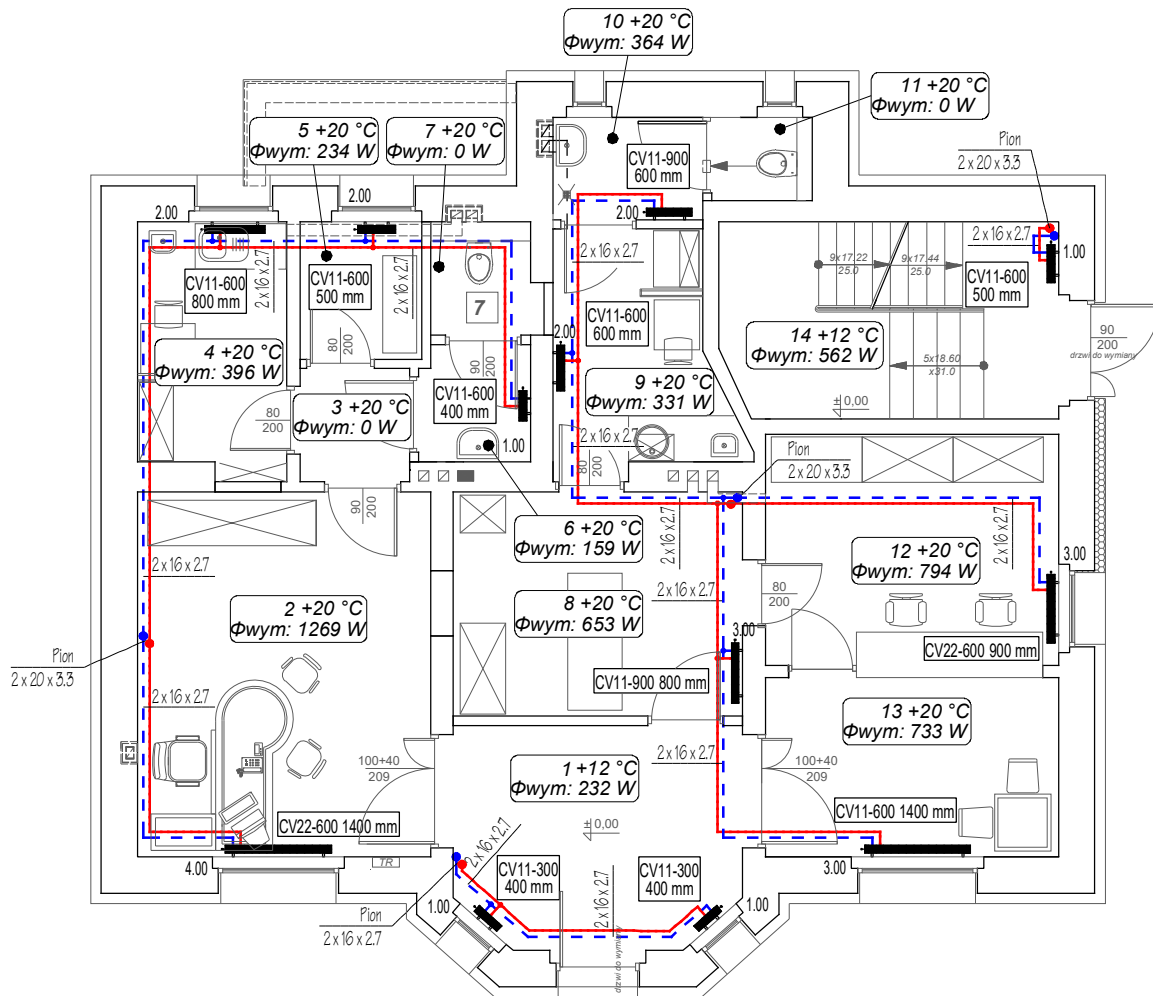 10 +20 °C
Φwym: 364 W
11 +20 °C
Φwym: 0 W
5 +20 °C
Φwym: 234 W
7 +20 °C
Φwym: 0 W
Pion
2 x 20 x 3.3
CV11-900
600 mm
2.00
2.00
2.00
2 x 16 x 2.7
1.00
CV11-600
800 mm
2 x 16 x 2.7
CV11-600
500 mm
2 x 16 x 2.7
2 x 16 x 2.7
9x17.22
25.0
9x17.44
25.0
CV11-600
500 mm
7
CV11-600
600 mm
2.00
4 +20 °C
Φwym: 396 W
80
200
90
200
14 +12 °C
Φwym: 562 W
5x18.60
x31.0
90
200
drzwi do wymiany
CV11-600
400 mm
9 +20 °C
Φwym: 331 W
3 +20 °C
Φwym: 0 W
80
200
± 0,00
1.00
2 x 16 x 2.7
Pion
2 x 20 x 3.3
80
200
90
200
6 +20 °C
Φwym: 159 W
2 x 16 x 2.7
2 x 16 x 2.7
12 +20 °C
Φwym: 794 W
3.00
2 x 16 x 2.7
2 x 16 x 2.7
80
200
2 +20 °C
Φwym: 1269 W
8 +20 °C
Φwym: 653 W
3.00
Pion
2 x 20 x 3.3
CV22-600 900 mm
CV11-900 800 mm
2 x 16 x 2.7
13 +20 °C
Φwym: 733 W
2 x 16 x 2.7
100+40
209
1 +12 °C
Φwym: 232 W
100+40
209
CV22-600 1400 mm
± 0,00
CV11-600 1400 mm
2 x 16 x 2.7
4.00
TR
CV11-300
400 mm
2 x 16 x 2.7
CV11-300
400 mm
3.00
1.00
1.00
Pion
2 x 16 x 2.7
drzwi do wymiany